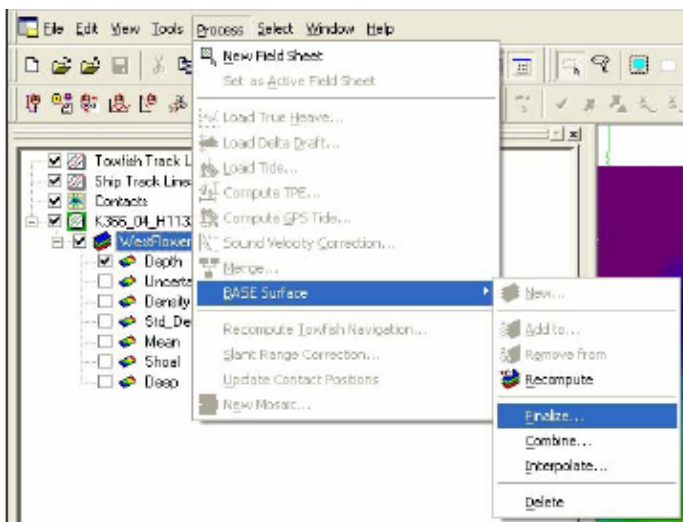 File Edit View Tools Process Select Window Help
New Field Sheet
Set as Active Field Sheet
Load True Heave...
Load Delta Draft...
Load Tide...
Compute TPE...
Compute GPS Tide...
Sound Velocity Correction...
Merge...
BASE Surface
Recompute Towfish Navigation...
Slant Range Correction...
Update Contact Positions
New Mosaic...
Towfish Track L
Ship Track Line
Contacts
K366_04_H113
WestFlower
Depth
Uncerta
Density
Std_De
Mean
Shoal
Deep
New...
Add to...
Remove from
Recompute
Finalize...
Combine...
Interpolate...
Delete